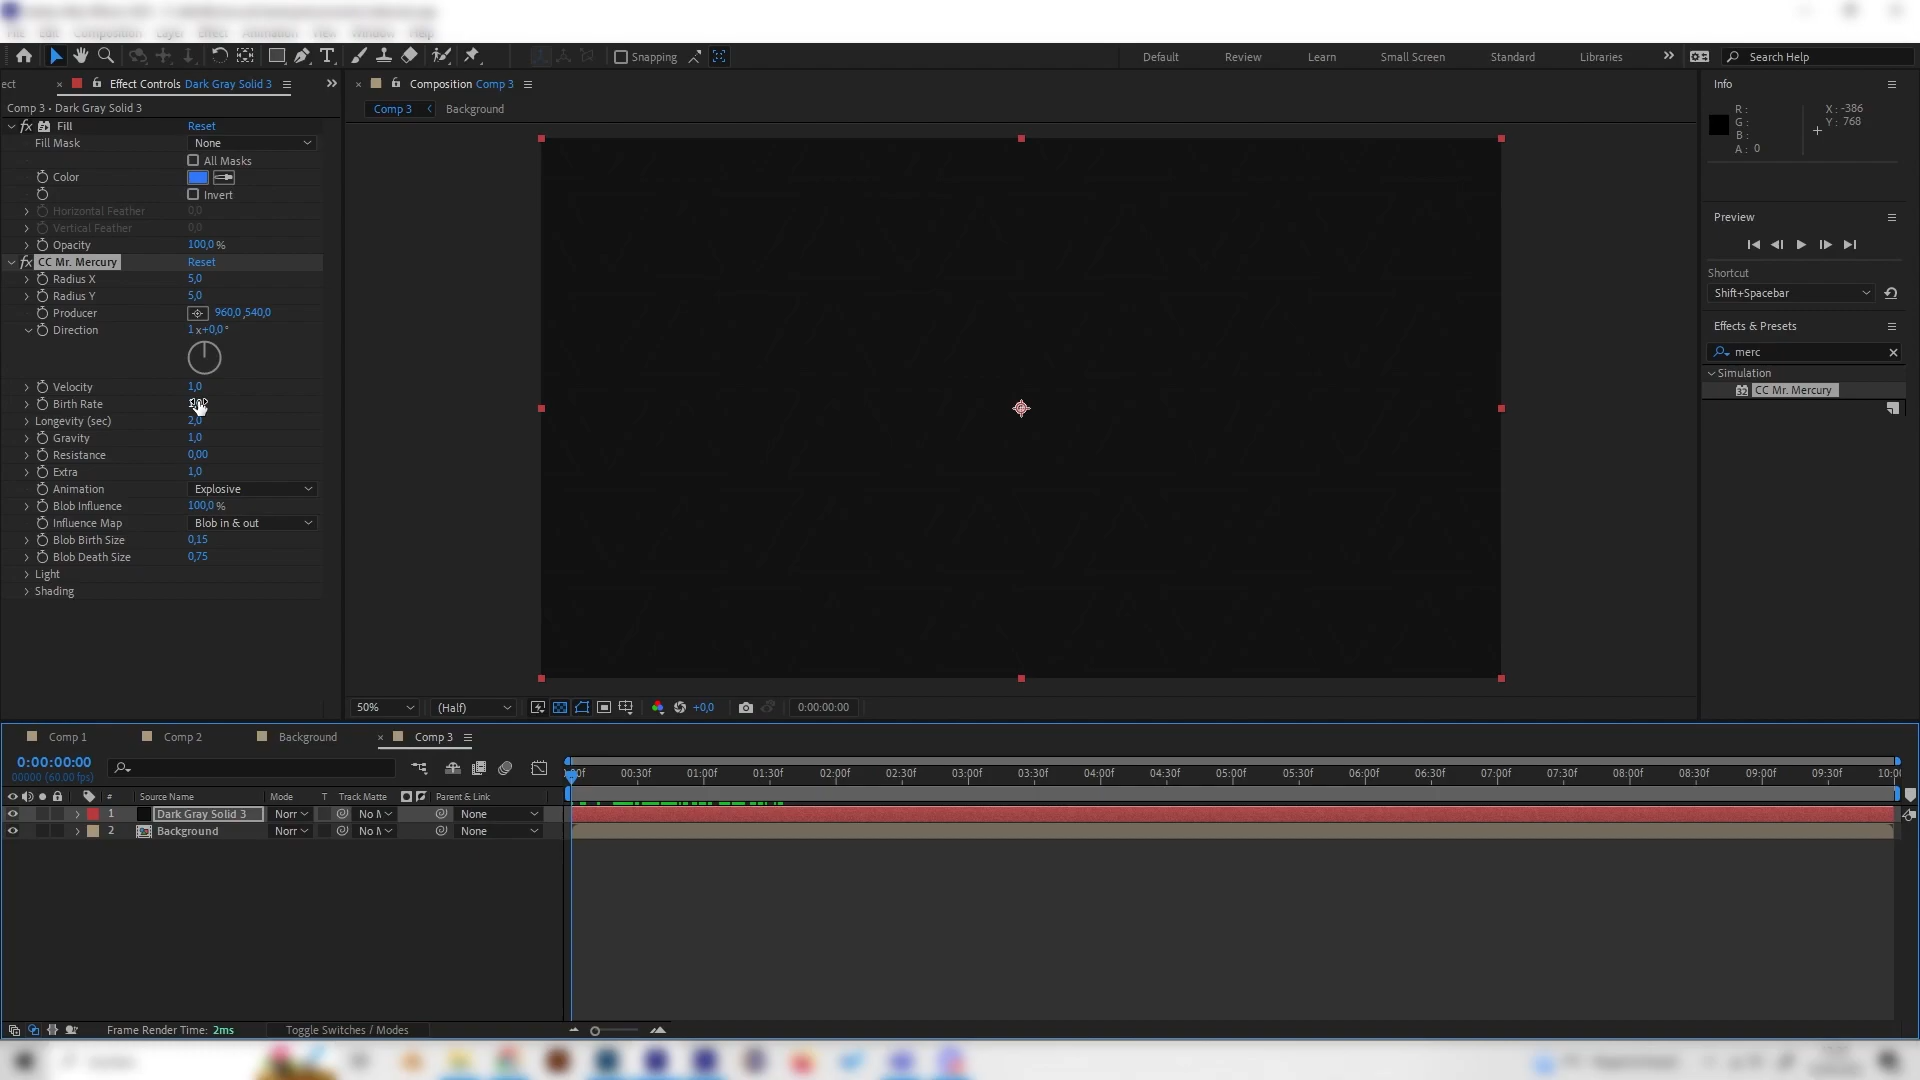 Snapping
Default
Review
Learn
Small Screen
Standard
Libraries
Search Help
ect
Effect Controls Dark Gray Solid 3
Comp 3 • Dark Gray Solid 3
fx Fill Reset
Fill Mask None
All Masks
Color
Invert
Horizontal Feather 0,0
Vertical Feather 0,0
Opacity 100,0 %
fx CC Mr. Mercury Reset
Radius X 5,0
Radius Y 5,0
Producer 960,0 ,540,0
Direction 1 x+0,0 °
Velocity 1,0
Birth Rate
Longevity (sec) 2,0
Gravity 1,0
Resistance 0,00
Extra 1,0
Animation Explosive
Blob Influence 100,0 %
Influence Map Blob in & out
Blob Birth Size 0,15
Blob Death Size 0,75
Light
Shading
Composition Comp 3
Comp 3 Background
50% (Half) +0,0 0:00:00:00
Info
R :
G :
B :
A : 0
X : -386
Y : 768
Preview
Shortcut
Shift+Spacebar
Effects & Presets
merc
Simulation
32 CC Mr. Mercury
Comp 1
Comp 2
Background
Comp 3
0:00:00:00
00000 (60.00 fps)
00f 00:30f 01:00f 01:30f 02:00f 02:30f 03:00f 03:30f 04:00f 04:30f 05:00f 05:30f 06:00f 06:30f 07:00f 07:30f 08:00f 08:30f 09:00f 09:30f 10:0
# Source Name Mode T Track Matte Parent & Link
1 Dark Gray Solid 3 Norr No M None
2 Background Norr No M None
Frame Render Time: 2ms
Toggle Switches / Modes